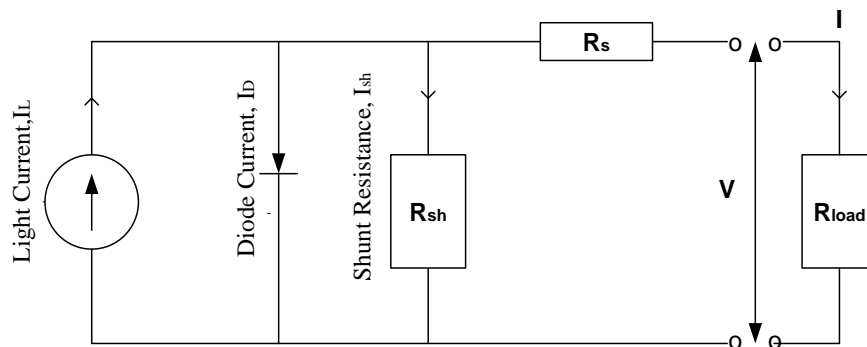 Light Current,IL
Diode Current, ID
Shunt Resistance, Ish
Rsh
Rs
V
I
Rload